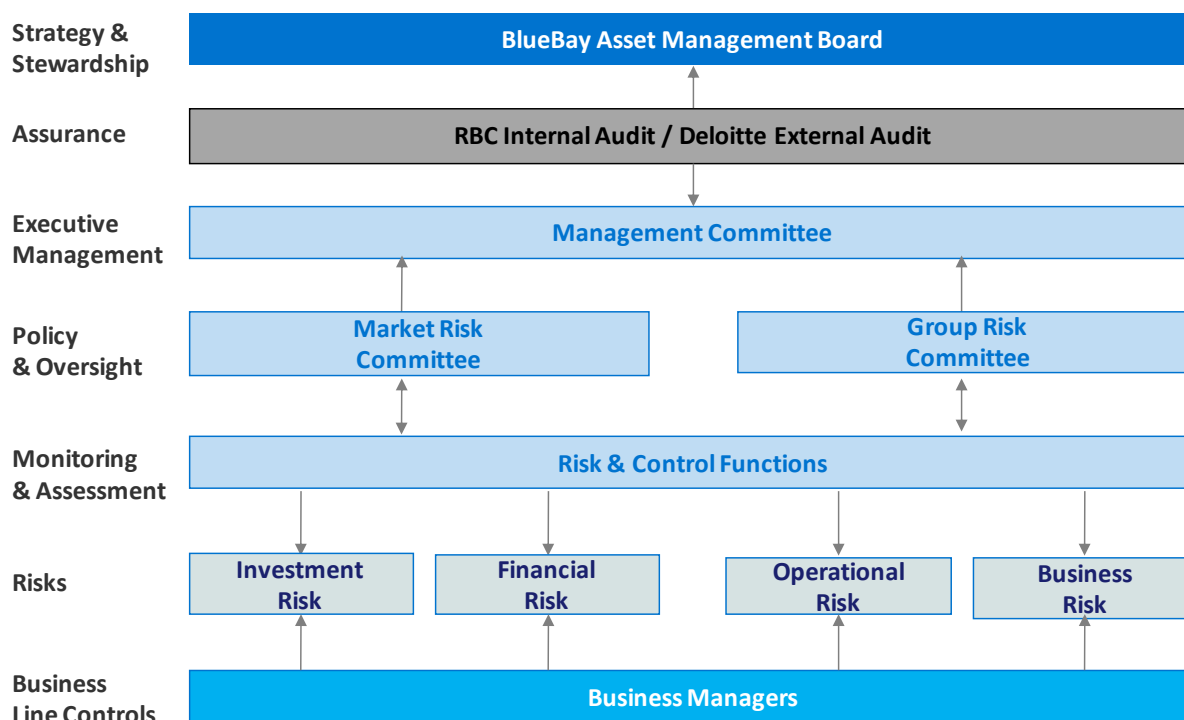 Strategy &
Stewardship
BlueBay Asset Management Board
Assurance
RBC Internal Audit / Deloitte External Audit
Executive
Management
Management Committee
Policy
& Oversight
Market Risk
Committee
Group Risk
Committee
Monitoring
& Assessment
Risk & Control Functions
Risks
Investment
Risk
Financial
Risk
Operational
Risk
Business
Risk
Business
Line Controls
Business Managers